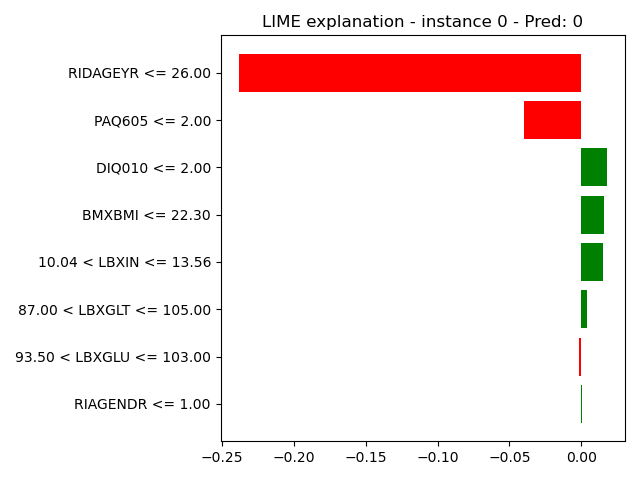 LIME explanation - instance 0 - Pred: 0
RIDAGEYR <= 26.00
PAQ605 <= 2.00
DIQ010 <= 2.00
BMXBMI <= 22.30
10.04 < LBXIN <= 13.56
87.00 < LBXGLT <= 105.00
93.50 < LBXGLU <= 103.00
RIAGENDR <= 1.00
−0.25 −0.20 −0.15 −0.10 −0.05 0.00